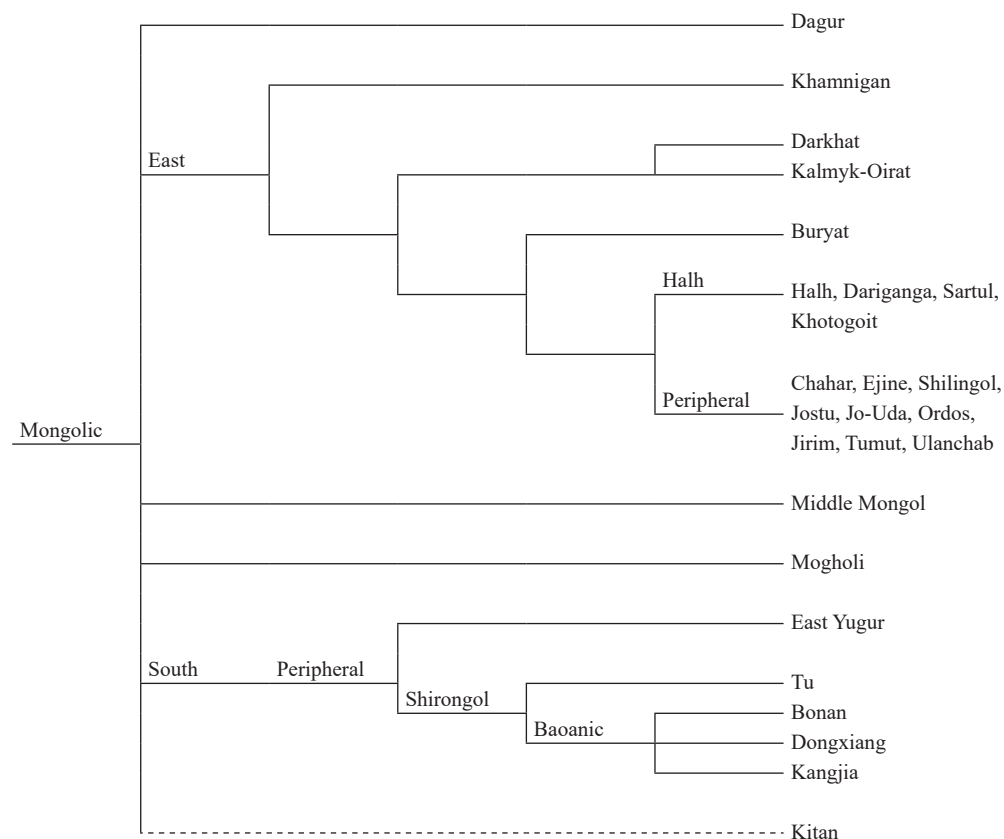 Dagur
Khamnigan
Darkhat
East
Kalmyk-Oirat
Buryat
Halh
Halh, Dariganga, Sartul,
Khotogoit
Chahar, Ejine, Shilingol,
Peripheral
Jostu, Jo-Uda, Ordos,
Mongolic
Jirim, Tumut, Ulanchab
Middle Mongol
Mogholi
East Yugur
South
Peripheral
Tu
Shirongol
Bonan
Baoanic
Dongxiang
Kangjia
Kitan